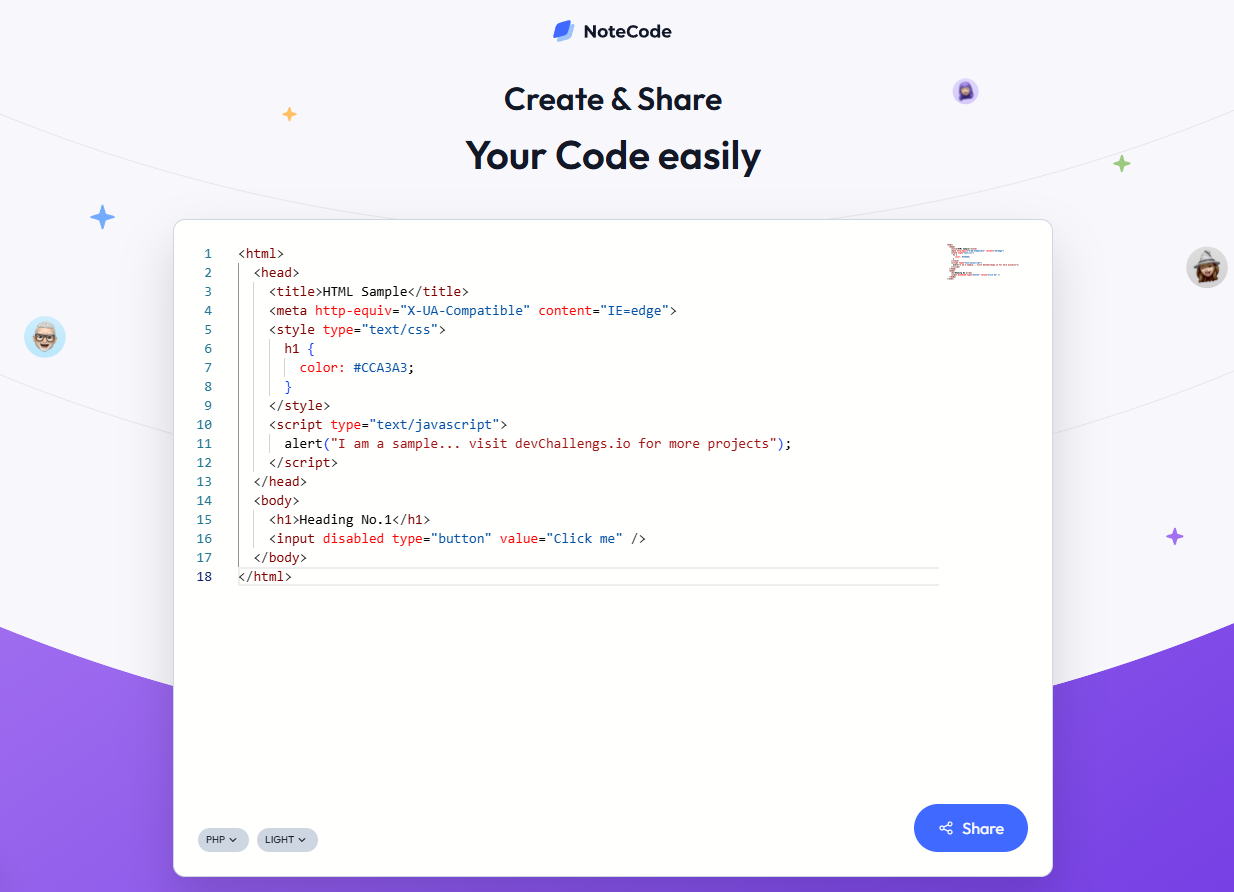 NoteCode
Create & Share
Your Code easily
1 <html>
2   <head>
3     <title>HTML Sample</title>
4     <meta http-equiv="X-UA-Compatible" content="IE=edge">
5     <style type="text/css">
6       h1 {
7         color: #CCA3A3;
8       }
9     </style>
10     <script type="text/javascript">
11       alert("I am a sample... visit devChallengs.io for more projects");
12     </script>
13   </head>
14   <body>
15     <h1>Heading No.1</h1>
16     <input disabled type="button" value="Click me" />
17   </body>
18 </html>
PHP LIGHT Share